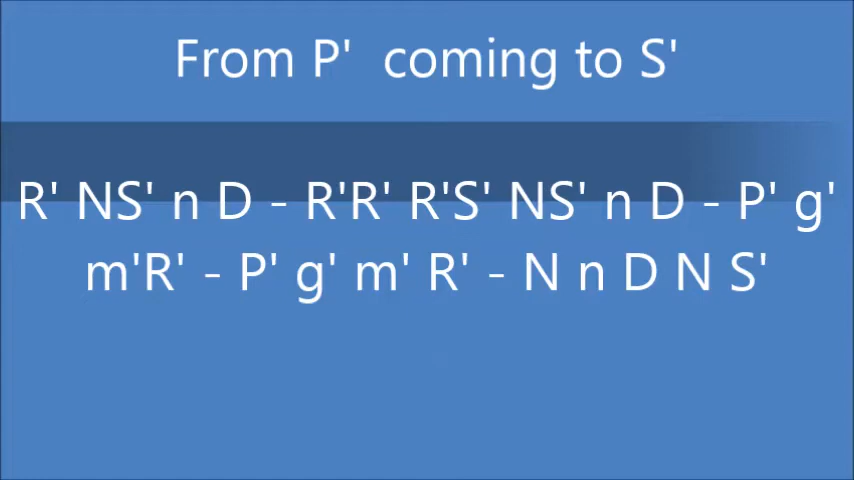 From P' coming to S'
R' NS' n D - R'R' R'S' NS' n D - P' g'
m'R' - P' g' m' R' - N n D N S'